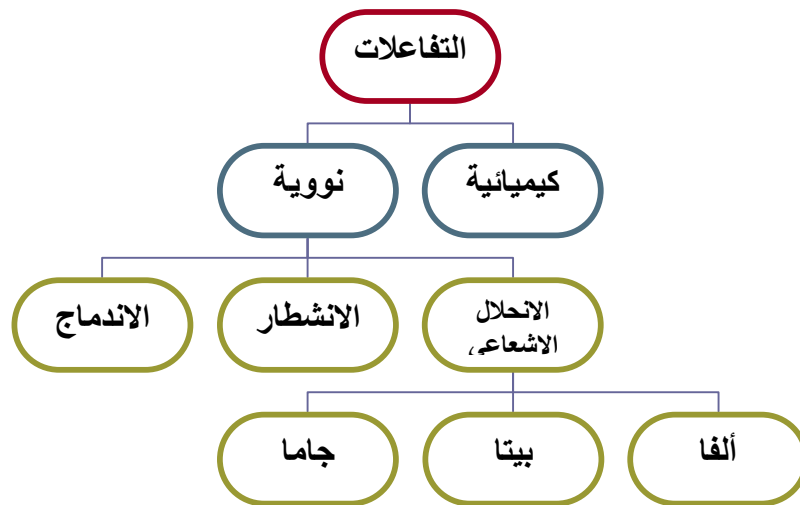 التفاعلات
كيميائية
نووية
الانحلال
الاشعاعي
الانشطار
الاندماج
ألفا
بيتا
جاما